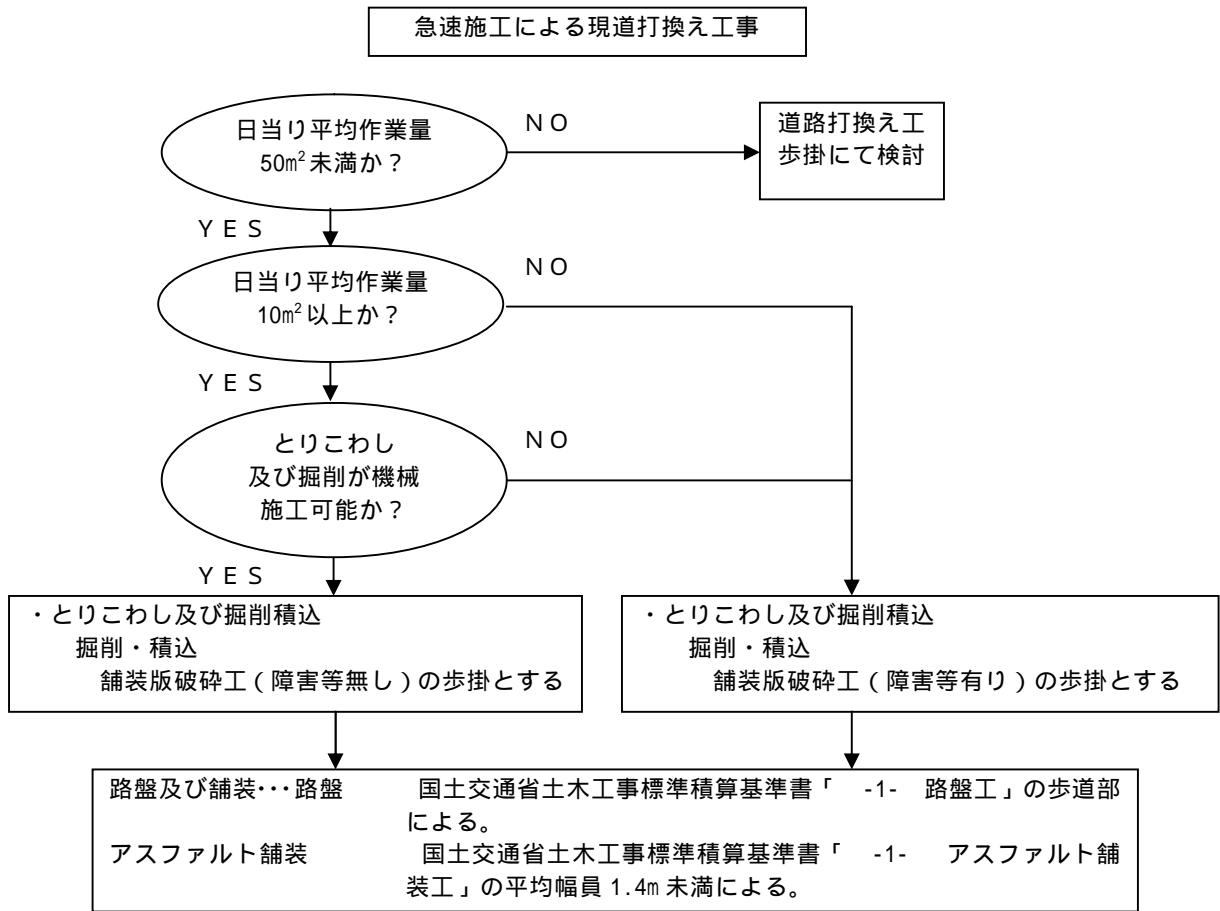 急速施工による現道打換え工事
日当り平均作業量
50m²未満か？
ＮＯ
道路打換え工
歩掛にて検討
ＹＥＳ
日当り平均作業量
10m²以上か？
ＮＯ
ＹＥＳ
とりこわし
及び掘削が機械
施工可能か？
ＮＯ
ＹＥＳ
・とりこわし及び掘削積込
掘削・積込
舗装版破砕工（障害等無し）の歩掛とする
・とりこわし及び掘削積込
掘削・積込
舗装版破砕工（障害等有り）の歩掛とする
路盤及び舗装･･･路盤　国土交通省土木工事標準積算基準書「　-1-　路盤工」の歩道部
による。
アスファルト舗装　国土交通省土木工事標準積算基準書「　-1-　アスファルト舗
装工」の平均幅員 1.4m 未満による。